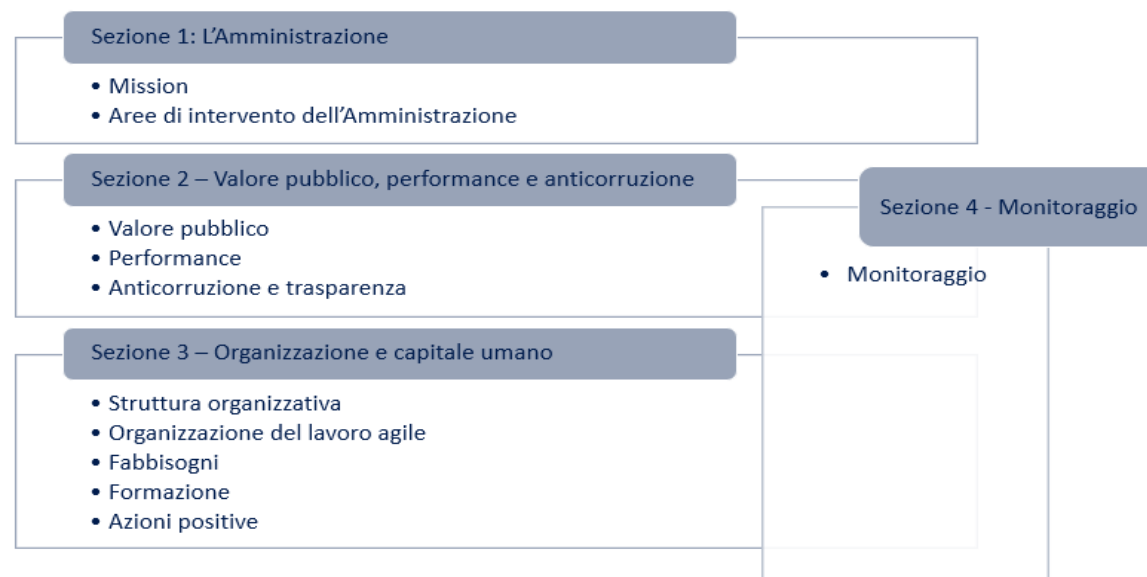 Sezione 1: L’Amministrazione
• Mission
• Aree di intervento dell’Amministrazione
Sezione 2 – Valore pubblico, performance e anticorruzione
• Valore pubblico
• Performance
• Anticorruzione e trasparenza
Sezione 3 – Organizzazione e capitale umano
• Struttura organizzativa
• Organizzazione del lavoro agile
• Fabbisogni
• Formazione
• Azioni positive
Sezione 4 - Monitoraggio
• Monitoraggio